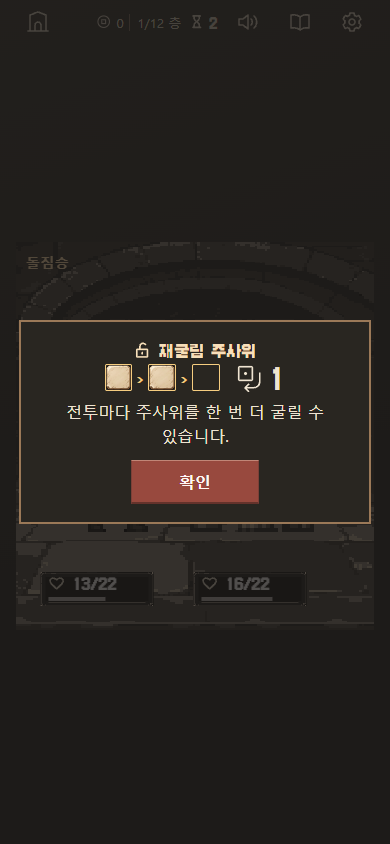 0 1/12 층 2
돌짐승
재굴림 주사위
1
전투마다 주사위를 한 번 더 굴릴 수
있습니다.
확인
13/22 16/22